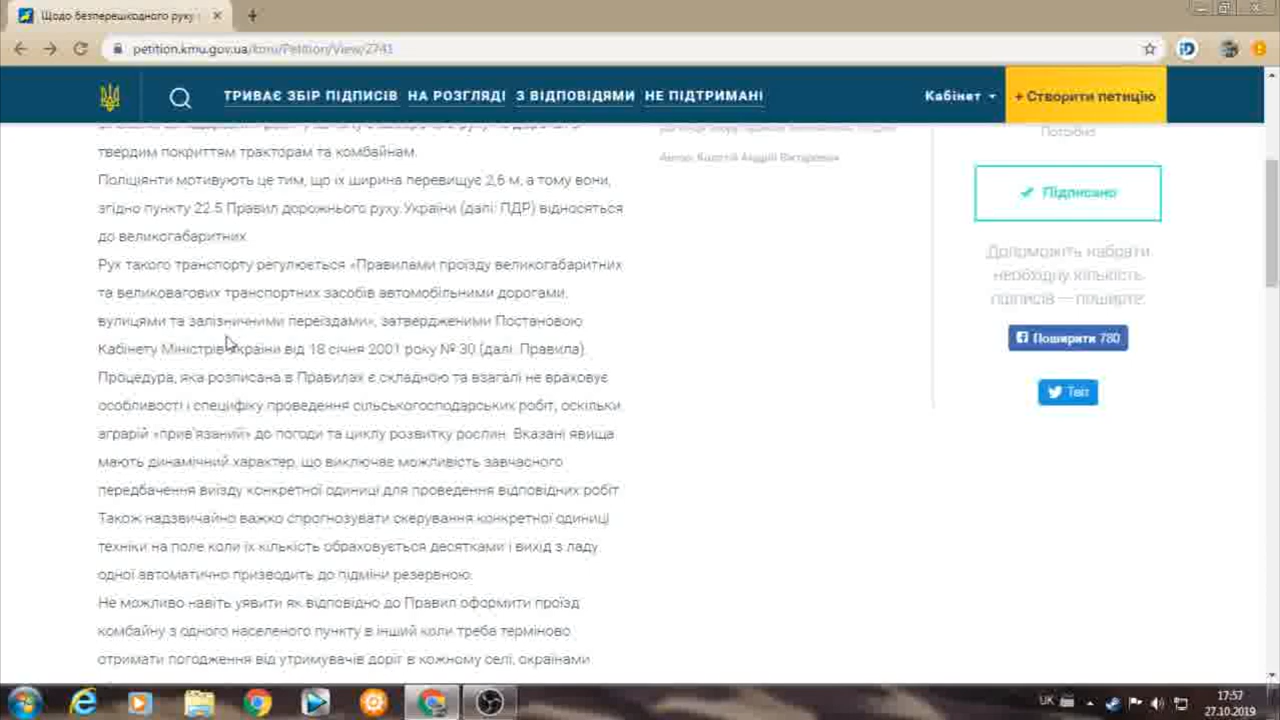 Щодо безперешкодного руку
petition.kmu.gov.ua/kmu/Petition/View/2741
ТРИВАЄ ЗБІР ПІДПИСІВ НА РОЗГЛЯДІ З ВІДПОВІДЯМИ НЕ ПІДТРИМАНІ
Кабінет
+ Створити петицію
твердим покриттям тракторам та комбайнам.
Поліціянти мотивують це тим, що їх ширина перевищує 2,6 м, а тому вони,
згідно пункту 22.5 Правил дорожнього руху України (далі: ПДР) відносяться
до великогабаритних.
Рух такого транспорту регулюється «Правилами проїзду великогабаритних
та великовагових транспортних засобів автомобільними дорогами,
вулицями та залізничними переїздами», затвердженими Постановою
Кабінету Міністрів України від 18 січня 2001 року № 30 (далі: Правила).
Процедура, яка розписана в Правилах є складною та взагалі не враховує
особливості і специфіку проведення сільськогосподарських робіт, оскільки
аграрій «прив'язаний» до погоди та циклу розвитку рослин. Вказані явища
мають динамічний характер, що виключає можливість завчасного
передбачення виїзду конкретної одиниці для проведення відповідних робіт.
Також надзвичайно важко спрогнозувати скерування конкретної одиниці
техніки на поле коли їх кількість обраховується десятками і вихід з ладу
одної автоматично призводить до підміни резервною.
Не можливо навіть уявити як відповідно до Правил оформити проїзд
комбайну з одного населеного пункту в інший коли треба терміново
отримати погодження від утримувачів доріг в кожному селі, окраїнами
Автор: Вікторович
Потрібно
Підписано
Допоможіть набрати
необхідну кількість
підписів — поширте:
Поширити 780
Твіт
UK
17:57
27.10.2019